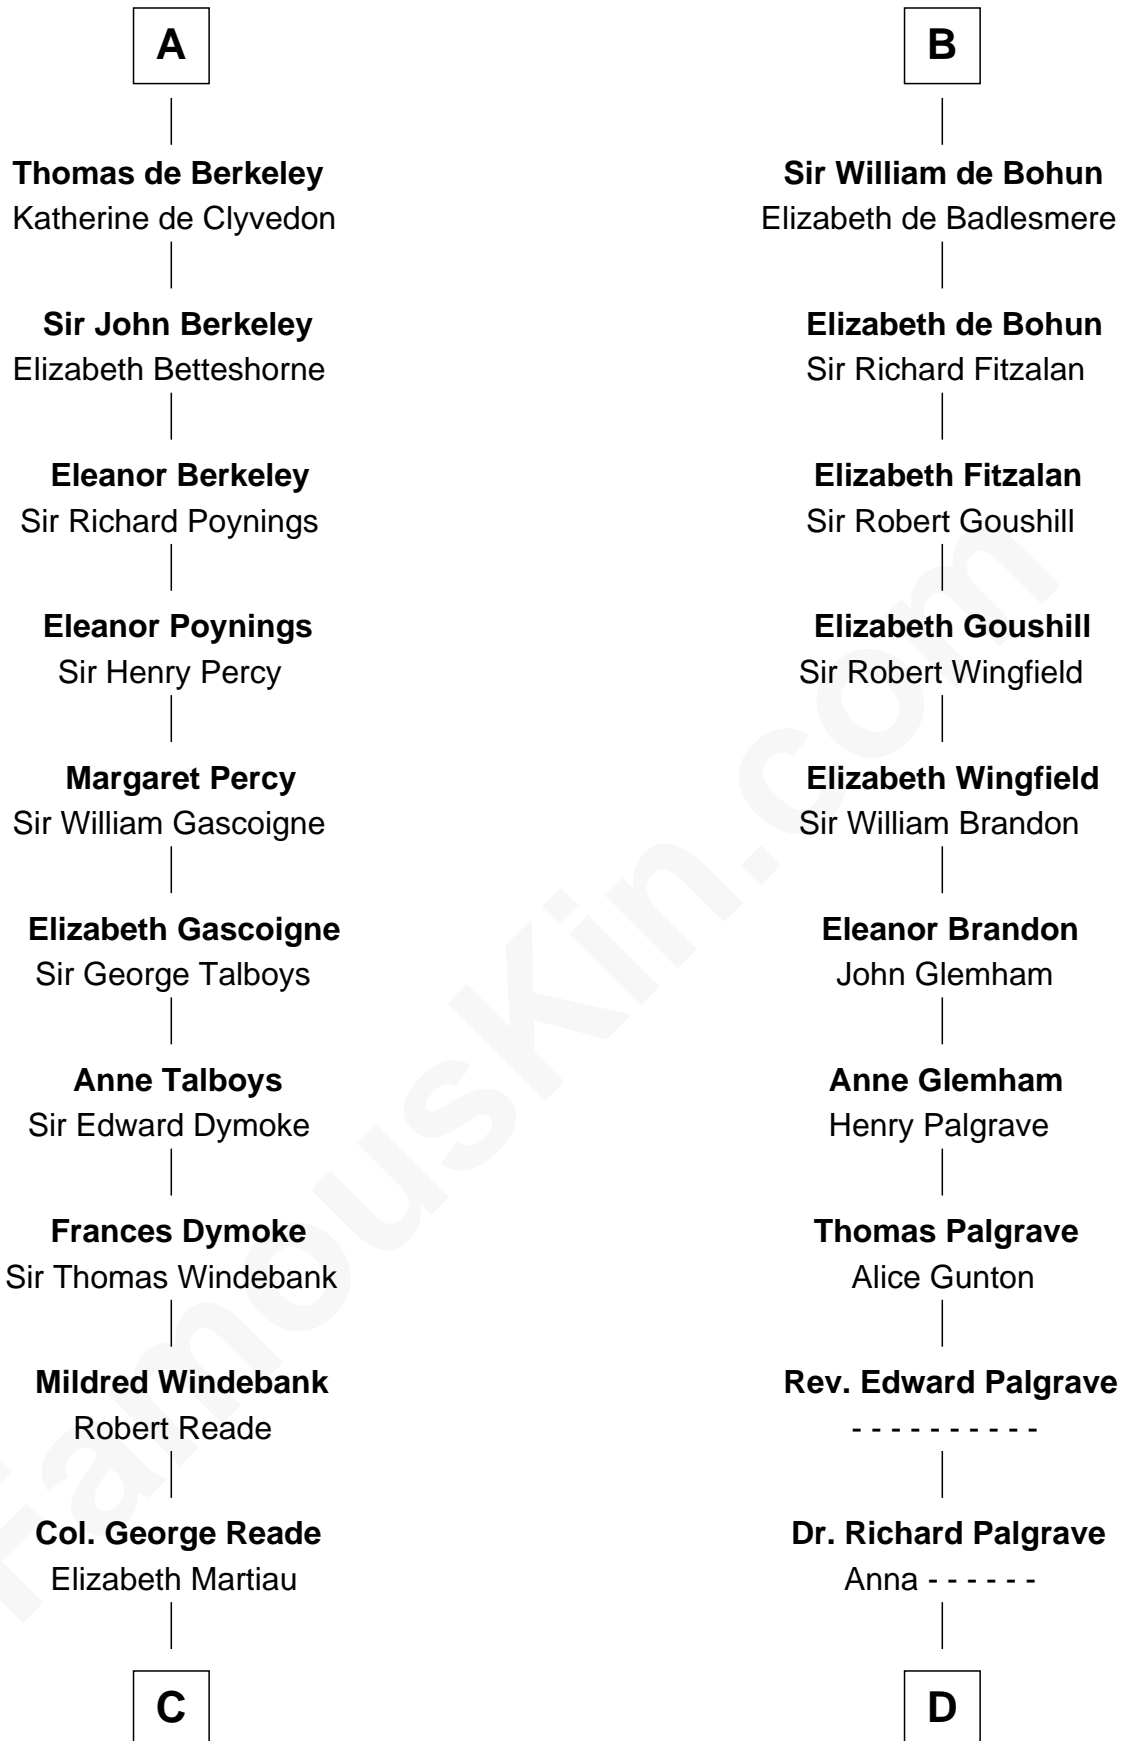 A
Thomas de Berkeley
Katherine de Clyvedon
Sir John Berkeley
Elizabeth Betteshorne
Eleanor Berkeley
Sir Richard Poynings
Eleanor Poynings
Sir Henry Percy
Margaret Percy
Sir William Gascoigne
Elizabeth Gascoigne
Sir George Talboys
Anne Talboys
Sir Edward Dymoke
Frances Dymoke
Sir Thomas Windebank
Mildred Windebank
Robert Reade
Col. George Reade
Elizabeth Martiau
C
B
Sir William de Bohun
Elizabeth de Badlesmere
Elizabeth de Bohun
Sir Richard Fitzalan
Elizabeth Fitzalan
Sir Robert Goushill
Elizabeth Goushill
Sir Robert Wingfield
Elizabeth Wingfield
Sir William Brandon
Eleanor Brandon
John Glemham
Anne Glemham
Henry Palgrave
Thomas Palgrave
Alice Gunton
Rev. Edward Palgrave
- - - - - - - - - -
Dr. Richard Palgrave
Anna - - - - - -
D
FamousKin.com